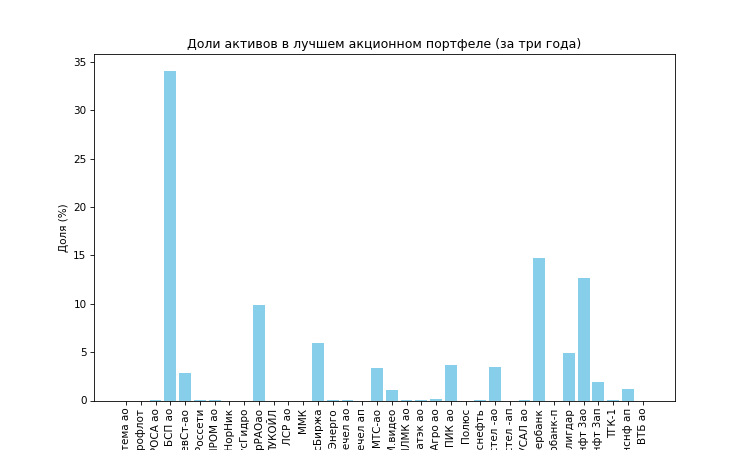 Доли активов в лучшем акционном портфеле (за три года)
Доля (%)
35
30
25
20
15
10
5
0
тема ао
рофлот
РОСА ао
БСП ао
евСт-ао
Россети
ПРОМ ао
НорНик
сГидро
рРАОао
ЛУКОЙЛ
ЛСР ао
ММК
сБиржа
Энерго
ечел ао
ечел ап
МТС-ао
М.видео
НЛМК ао
атэк ао
Агро ао
ПИК ао
Полюс
снефть
стел -ао
стел -ап
УСАЛ ао
ербанк
рбанк-п
лигдар
нфт 3ао
нфт 3ап
ТГК-1
нснф ап
ВТБ ао